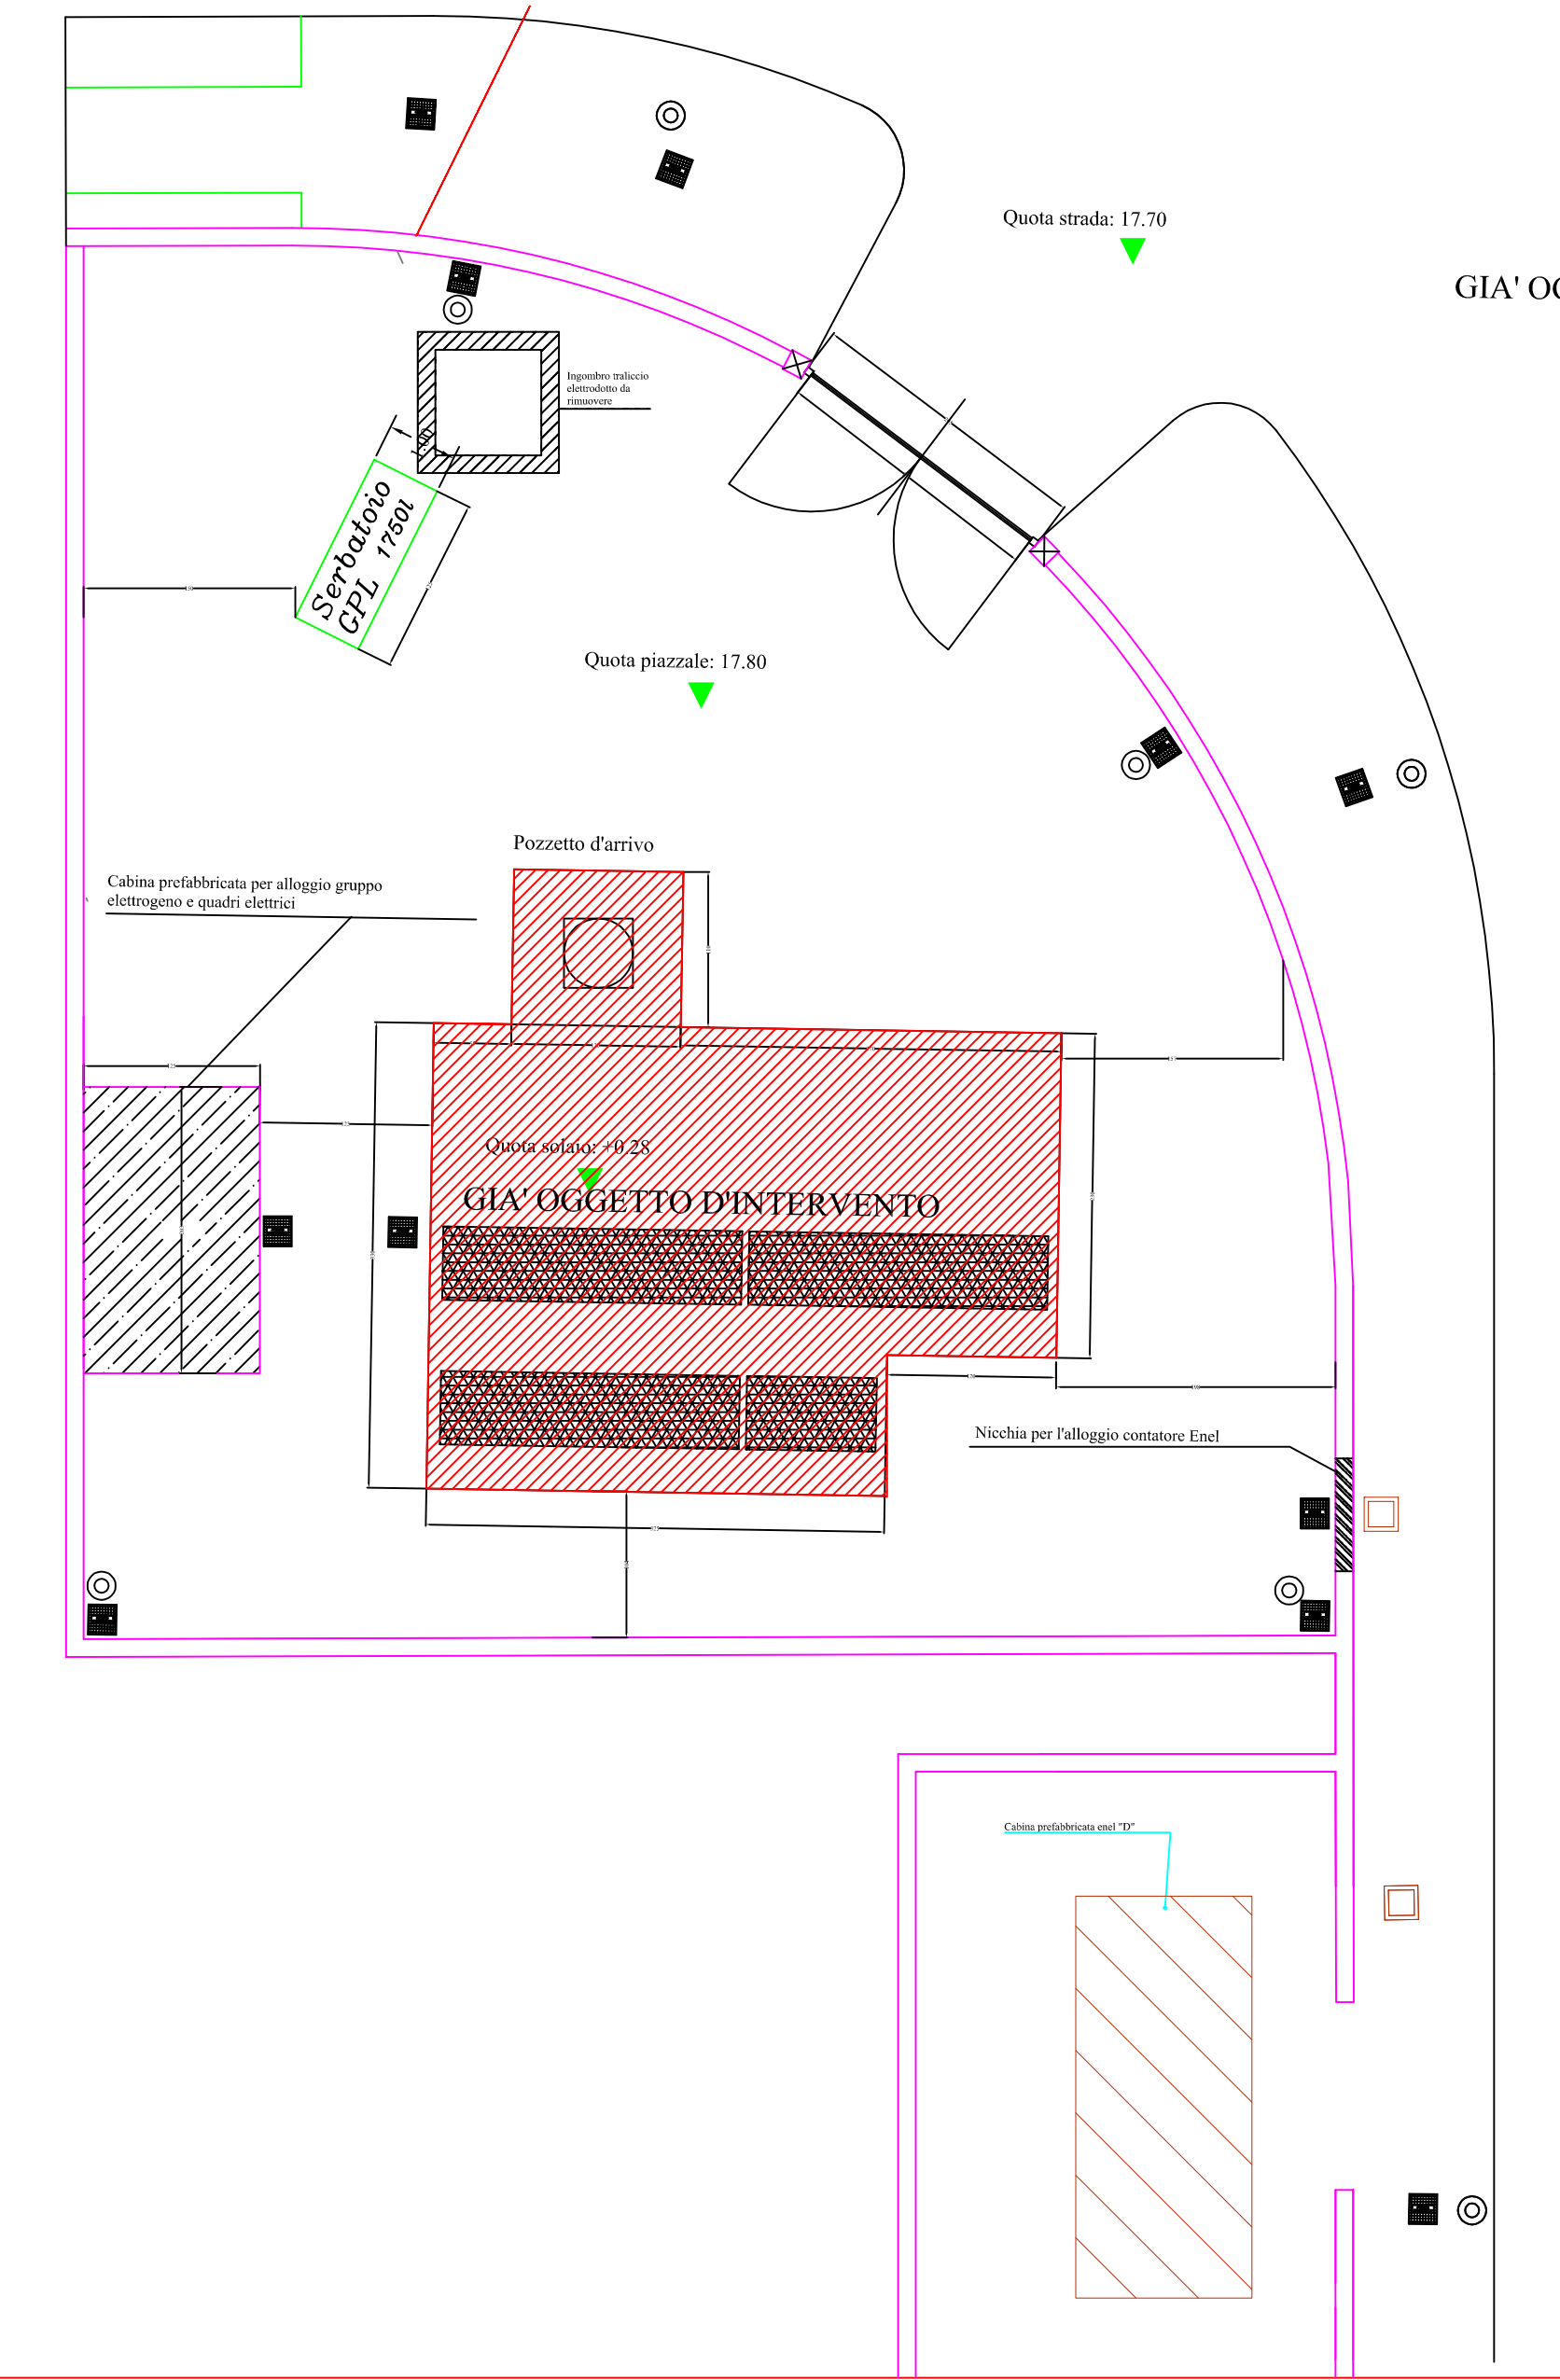 Quota strada: 17.70
GIA'
Ingombro traliccio
elettrodotto da
rimuovere
1.00
Serbatoio
GPL 1750l
Quota piazzale: 17.80
Pozzetto d'arrivo
Cabina prefabbricata per alloggio gruppo
elettrogeno e quadri elettrici
Quota solaio: +0.28
GIA' OGGETTO D'INTERVENTO
Nicchia per l'alloggio contatore Enel
Cabina prefabbricata enel "D"